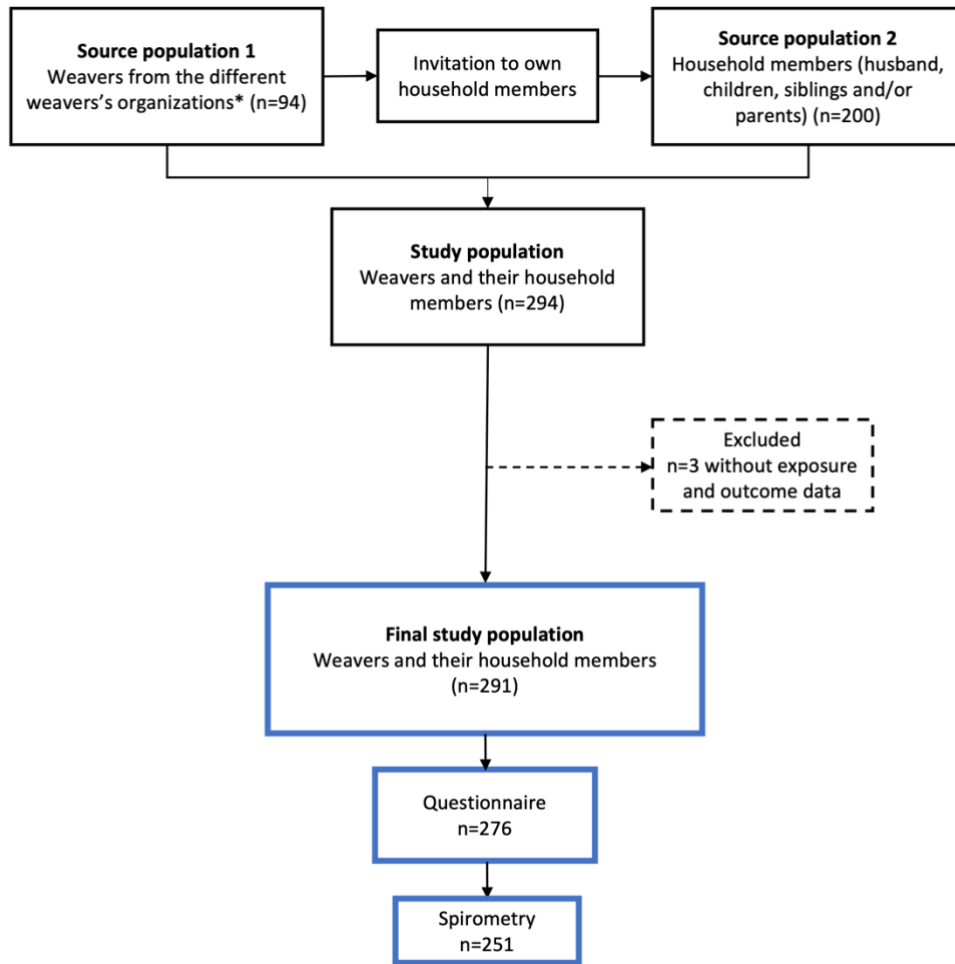 Source population 1
Weavers from the different
weavers's organizations* (n=94)
Invitation to own
household members
Source population 2
Household members (husband,
children, siblings and/or
parents) (n=200)
Study population
Weavers and their household
members (n=294)
Excluded
n=3 without exposure
and outcome data
Final study population
Weavers and their household members
(n=291)
Questionnaire
n=276
Spirometry
n=251